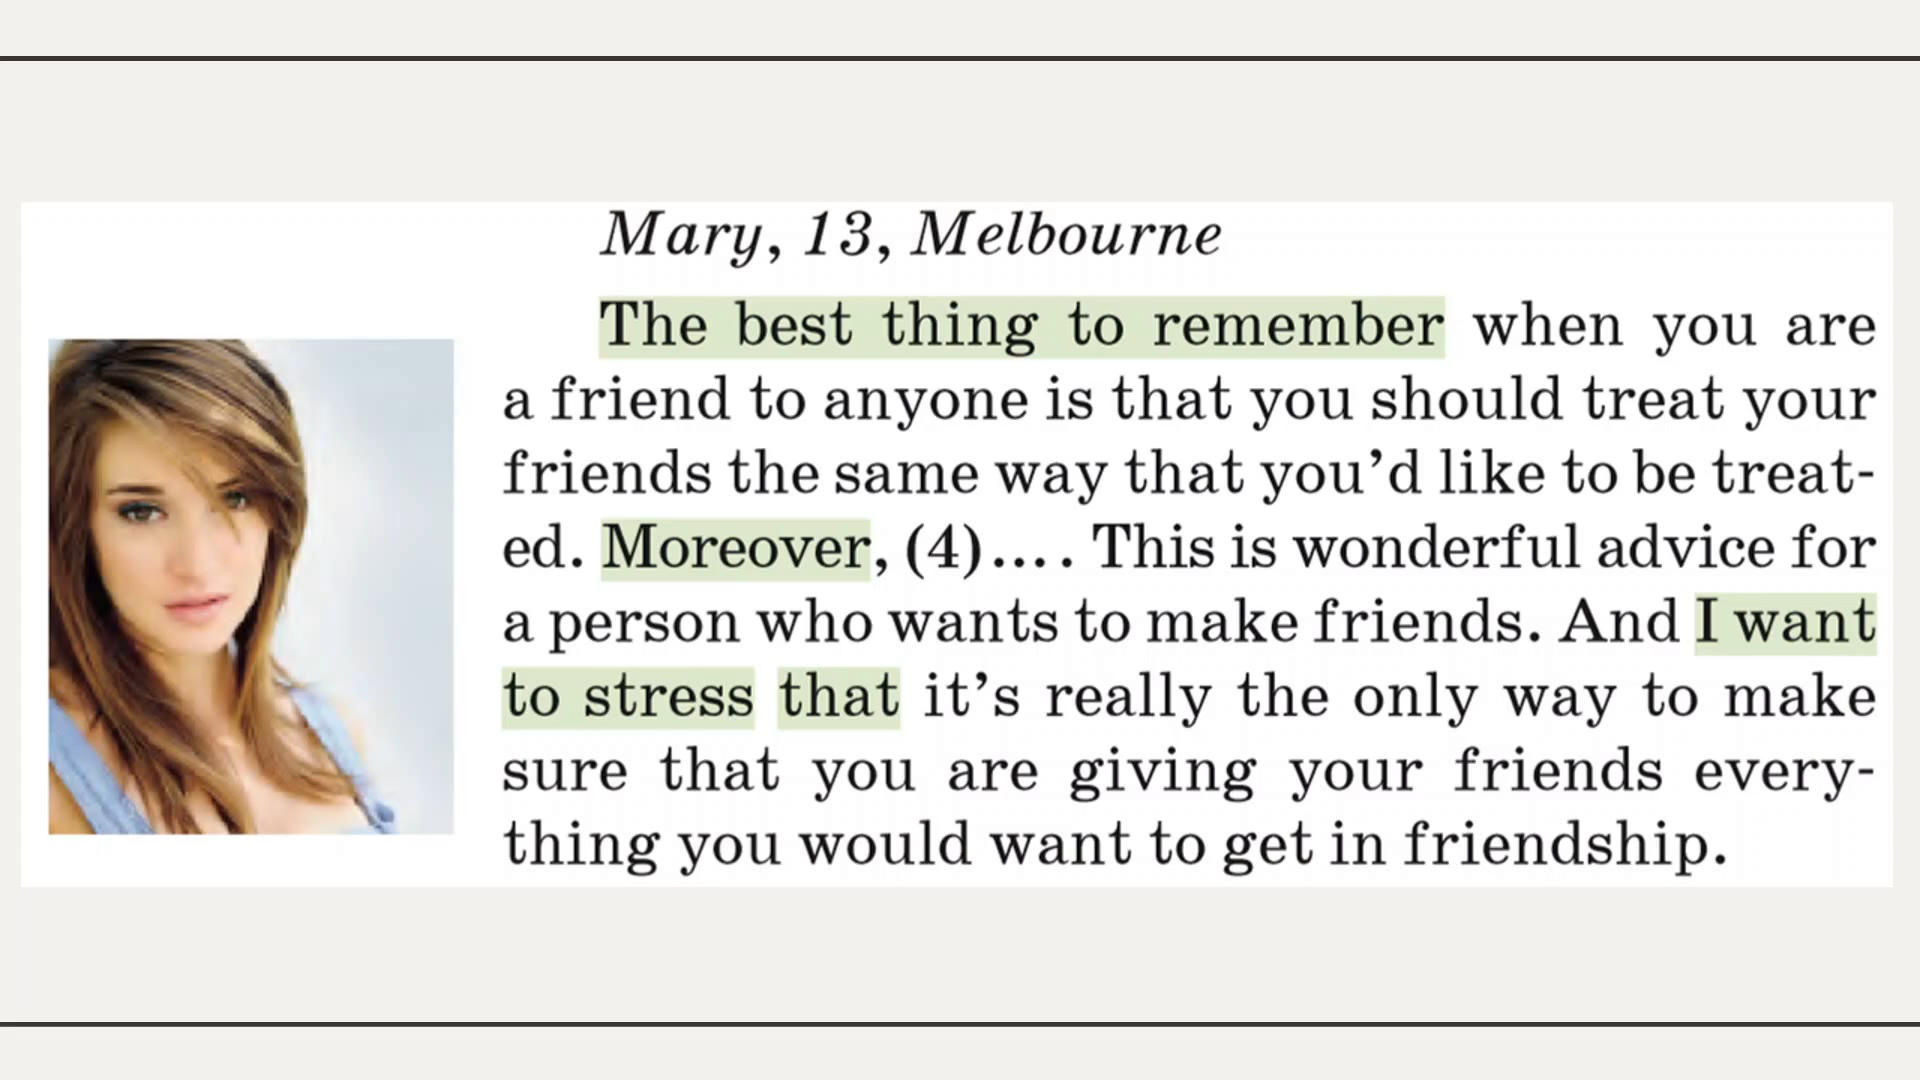 Mary, 13, Melbourne
The best thing to remember when you are
a friend to anyone is that you should treat your
friends the same way that you’d like to be treat-
ed. Moreover, (4).... This is wonderful advice for
a person who wants to make friends. And I want
to stress that it’s really the only way to make
sure that you are giving your friends every-
thing you would want to get in friendship.